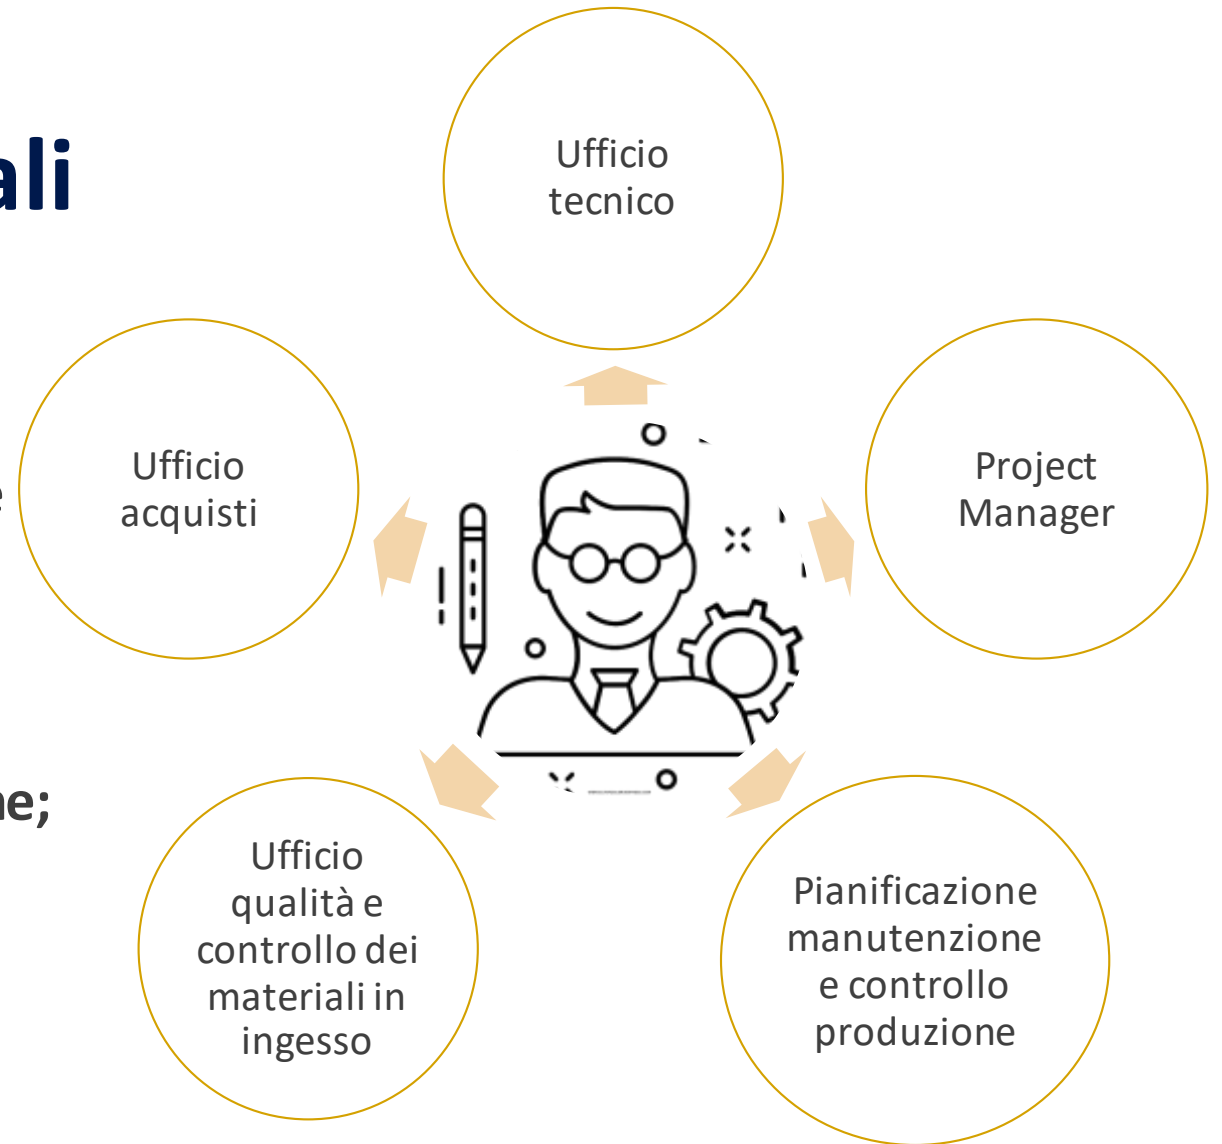 ali
Ufficio
tecnico
Ufficio
acquisti
Project
Manager
e
ne;
Ufficio
qualità e
controllo dei
materiali in
ingesso
Pianificazione
manutenzione
e controllo
produzione